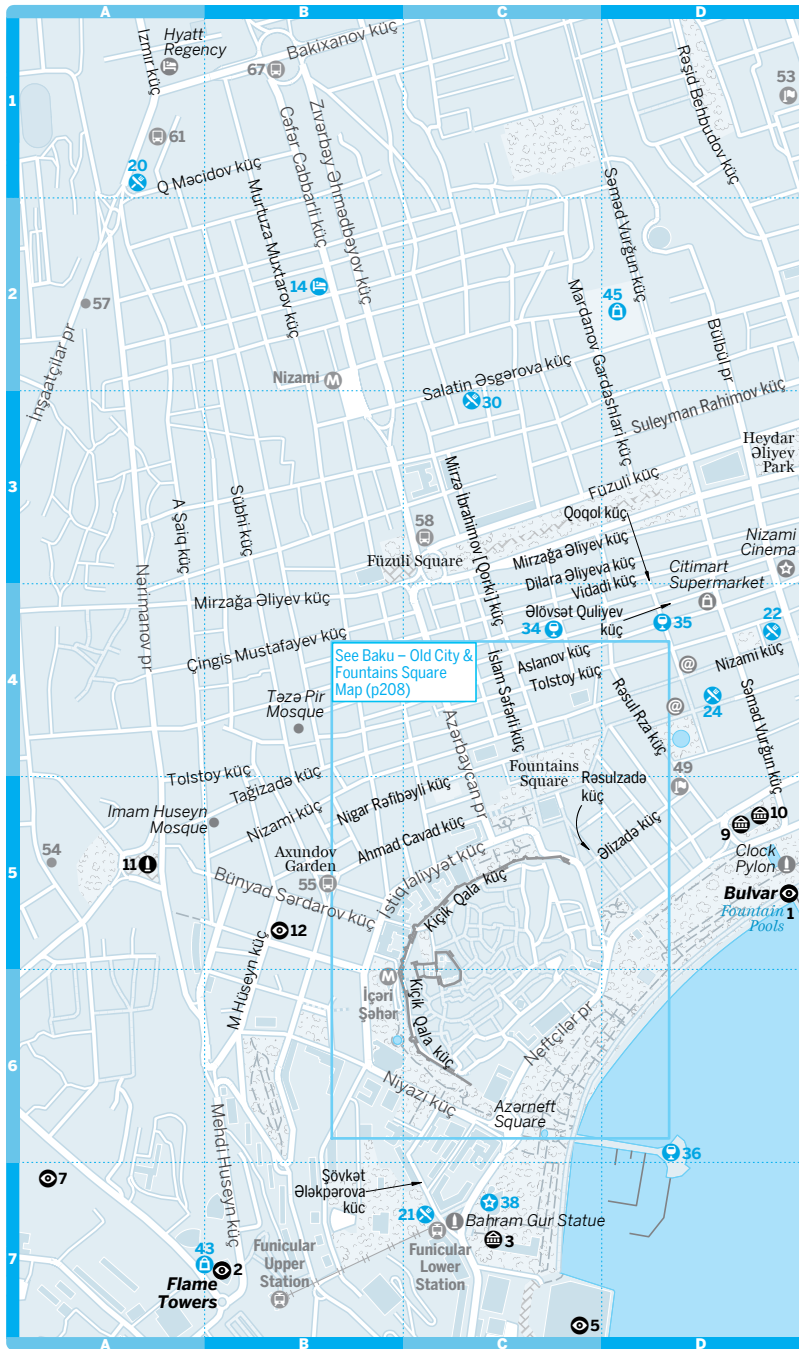 A B C D
1
2
3
4
5
6
7
Izmır küç
Hyatt
Regency
67
Bakixanov küç
Rəşid Behbudov küç
53
61
20
Q Məcidov küç
Cəfər Cabbarlı küç
Zivərbəy Əhmədbəyov küç
Murtuza Muxtarov küç
Səməd Vurğun küç
14
57
45
Mardanov Gardashlari küç
Bülbül pr
İnşaatçılar pr
Nizami
Salatin Əsgərova küç
30
Suleyman Rahimov küç
Heydar
Əliyev
Park
Füzuli küç
Mirzə İbrahimov [Qorki] küç
Sübhi küç
A Şaiq küç
58
Füzuli Square
Qoqol küç
Mirzağa Əliyev küç
Dilara Əliyeva küç
Vidadi küç
Nizami
Cinema
Citimart
Supermarket
Nərimanov pr
Mirzağa Əliyev küç
Əlövsət Quliyev
küç
34
35
22
Çingis Mustafayev küç
See Baku – Old City &
Fountains Square
Map (p208)
İslam Səfərli küç
Aslanov küç
Tolstoy küç
Nizami küç
@
@
24
Rəsul Rza küç
Səməd Vurğun küç
Təzə Pir
Mosque
Azərbaycan pr
Tolstoy küç
Tağizadə küç
Nizami küç
Nigar Rəfibəyli küç
Fountains
Square
Rəsulzadə
küç
49
Imam Huseyn
Mosque
Ahmad Cavad küç
Əlizadə küç
9
10
54
11
Axundov
Garden
55
İstiqlaliyyət küç
Clock
Pylon
Bünyad Sərdarov küç
Kiçik Qala küç
Bulvar
1
Fountain
Pools
12
M Hüseyn küç
İçəri
Şəhər
Kiçik Qala küç
Neftçilər pr
Niyazi küç
Azərneft
Square
36
Mehdi Hüseyn küç
7
Şövkət
Ələkpərova
küç
21
38
Bahram Gur Statue
3
43
2
Flame
Towers
Funicular
Upper
Station
Funicular
Lower
Station
5
A B C D